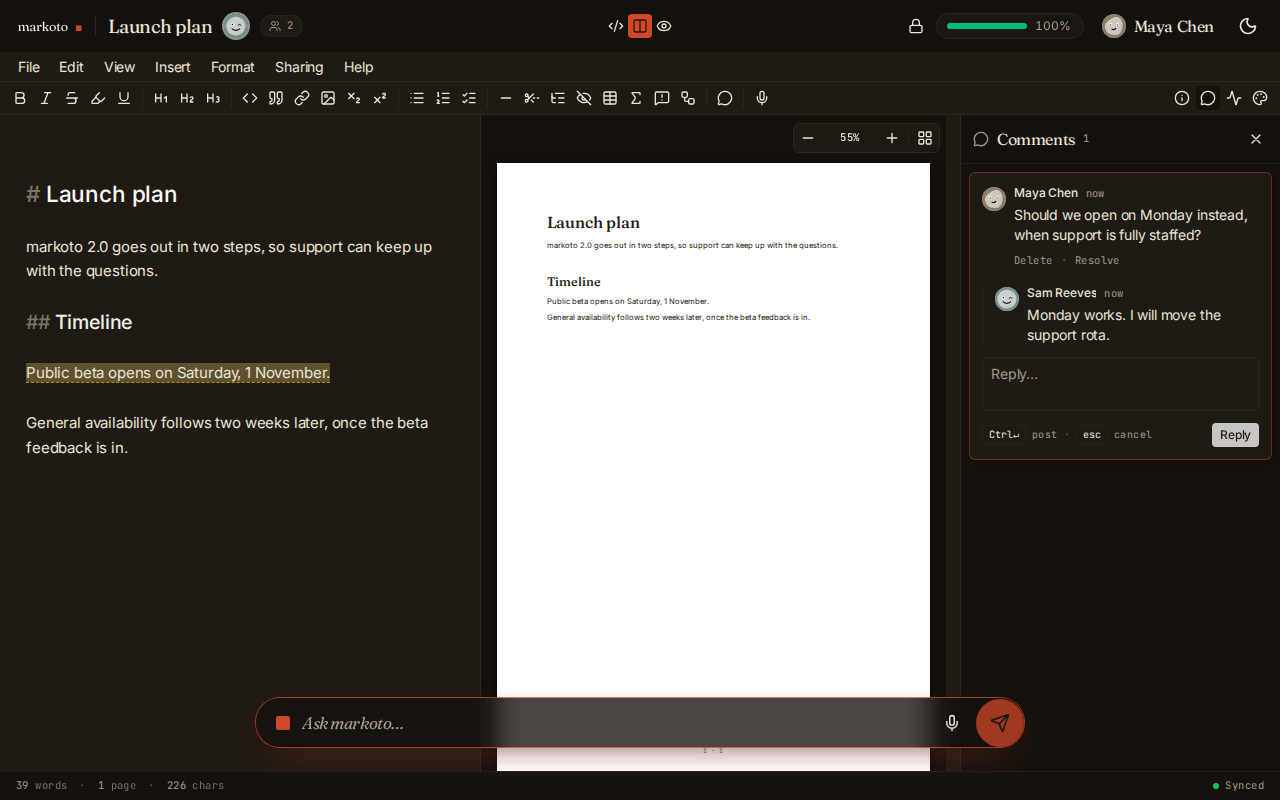 markoto
Launch plan
2
100%
Maya Chen
File Edit View Insert Format Sharing Help
H1 H2 H3
55%
# Launch plan
markoto 2.0 goes out in two steps, so support can keep up
with the questions.
## Timeline
Public beta opens on Saturday, 1 November.
General availability follows two weeks later, once the beta
feedback is in.
Launch plan
markoto 2.0 goes out in two steps, so support can keep up with the questions.
Timeline
Public beta opens on Saturday, 1 November.
General availability follows two weeks later, once the beta feedback is in.
1 · 1
Comments 1
Maya Chen now
Should we open on Monday instead,
when support is fully staffed?
Delete · Resolve
Sam Reeves now
Monday works. I will move the
support rota.
Reply...
Ctrl↵ post · esc cancel
Reply
Ask markoto...
39 words · 1 page · 226 chars
Synced